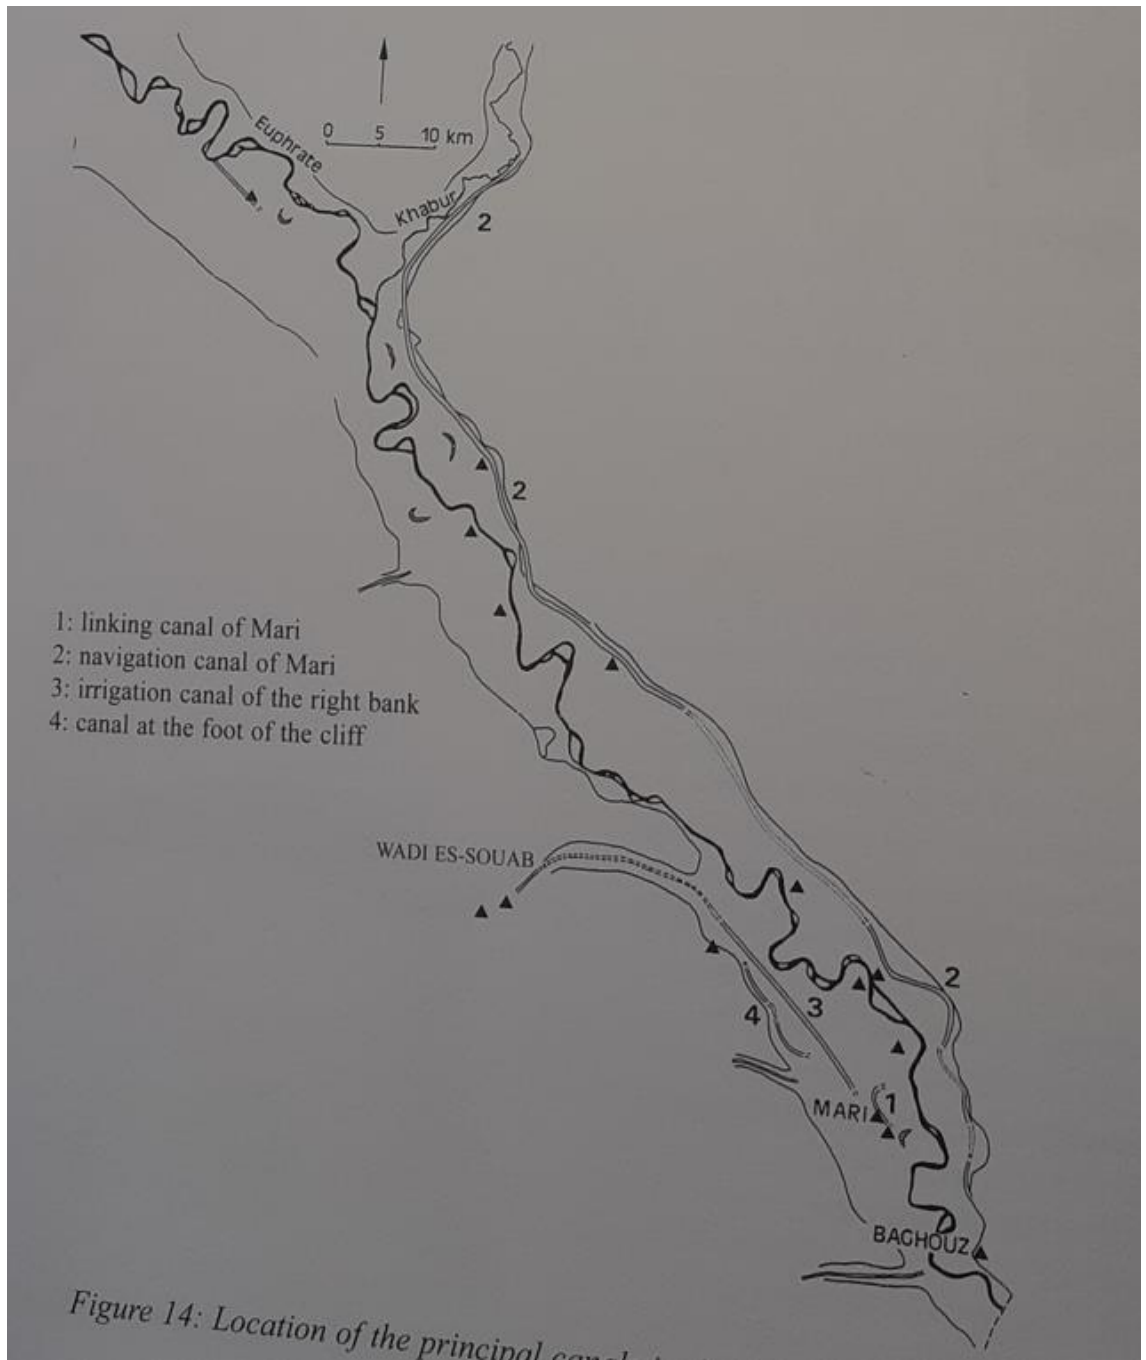 Euphrate
0 5 10 km
Khabur
2
2
1: linking canal of Mari
2: navigation canal of Mari
3: irrigation canal of the right bank
4: canal at the foot of the cliff
WADI ES-SOUAB
2
3
4
MARI 1
BAGHOUZ
Figure 14: Location of the principal canals